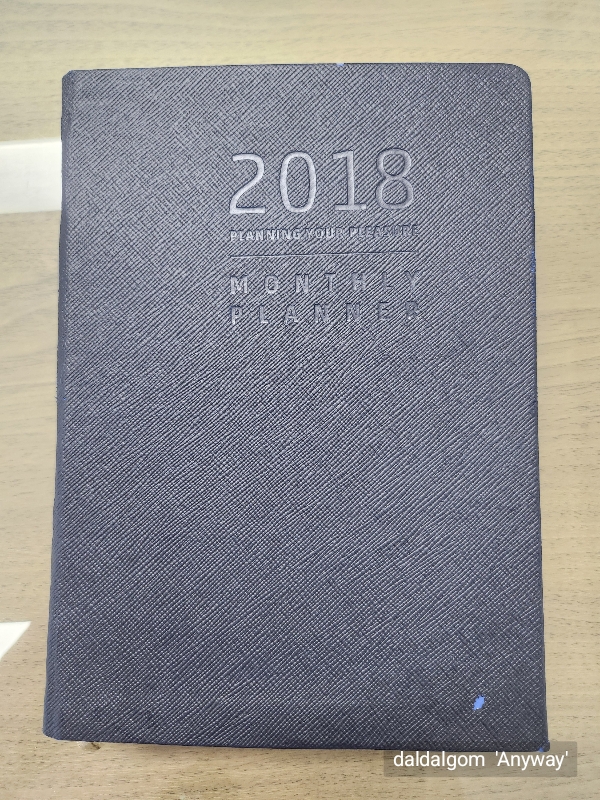 2018
PLANNING YOUR PLEASURE
MONTHLY
PLANNER
daldalgom 'Anyway'